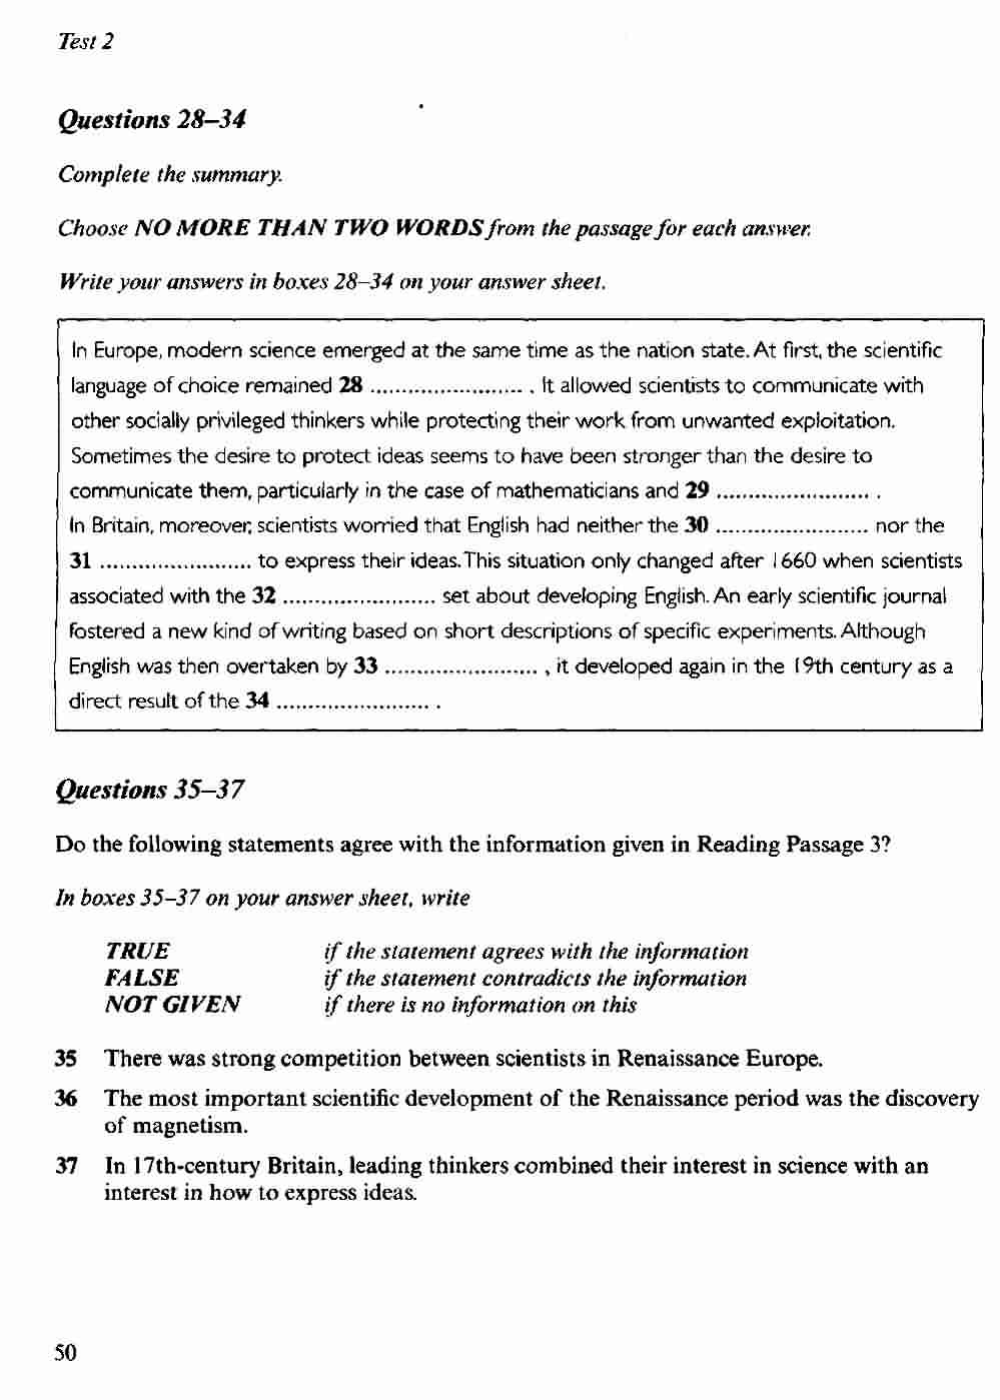 Test 2
Questions 28–34
Complete the summary.
Choose NO MORE THAN TWO WORDS from the passage for each answer.
Write your answers in boxes 28–34 on your answer sheet.
In Europe, modern science emerged at the same time as the nation state. At first, the scientific
language of choice remained 28 ........................ . It allowed scientists to communicate with
other socially privileged thinkers while protecting their work from unwanted exploitation.
Sometimes the desire to protect ideas seems to have been stronger than the desire to
communicate them, particularly in the case of mathematicians and 29 ........................ .
In Britain, moreover, scientists worried that English had neither the 30 ........................ nor the
31 ........................ to express their ideas. This situation only changed after 1660 when scientists
associated with the 32 ........................ set about developing English. An early scientific journal
fostered a new kind of writing based on short descriptions of specific experiments. Although
English was then overtaken by 33 ........................ , it developed again in the 19th century as a
direct result of the 34 ........................ .
Questions 35–37
Do the following statements agree with the information given in Reading Passage 3?
In boxes 35–37 on your answer sheet, write
TRUE if the statement agrees with the information
FALSE if the statement contradicts the information
NOT GIVEN if there is no information on this
35 There was strong competition between scientists in Renaissance Europe.
36 The most important scientific development of the Renaissance period was the discovery
of magnetism.
37 In 17th-century Britain, leading thinkers combined their interest in science with an
interest in how to express ideas.
50